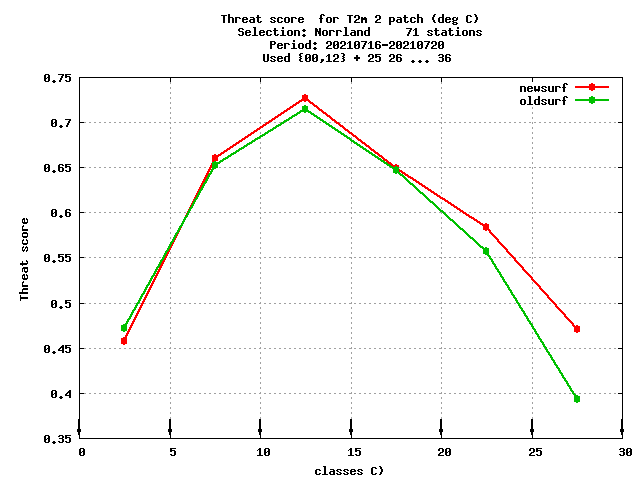 Threat score  for T2m 2 patch (deg C)
Selection: Norrland     71 stations
Period: 20210716-20210720
Used {00,12} + 25 26 ... 36
newsurf
oldsurf
Threat score
0.75
0.7
0.65
0.6
0.55
0.5
0.45
0.4
0.35
0 5 10 15 20 25 30
classes C)